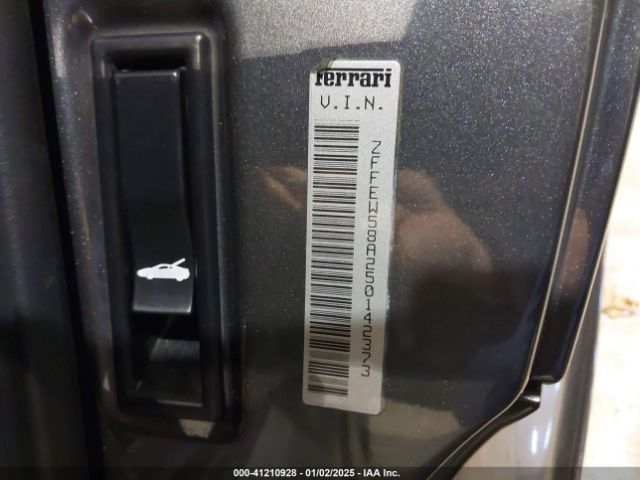 Ferrari
V.I.N.
ZFFEW58A250142373
000-41210928 - 01/02/2025 - IAA Inc.